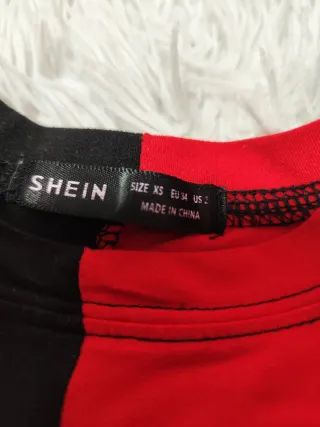 SHEIN
SIZE XS EU 34 US 2
MADE IN CHINA